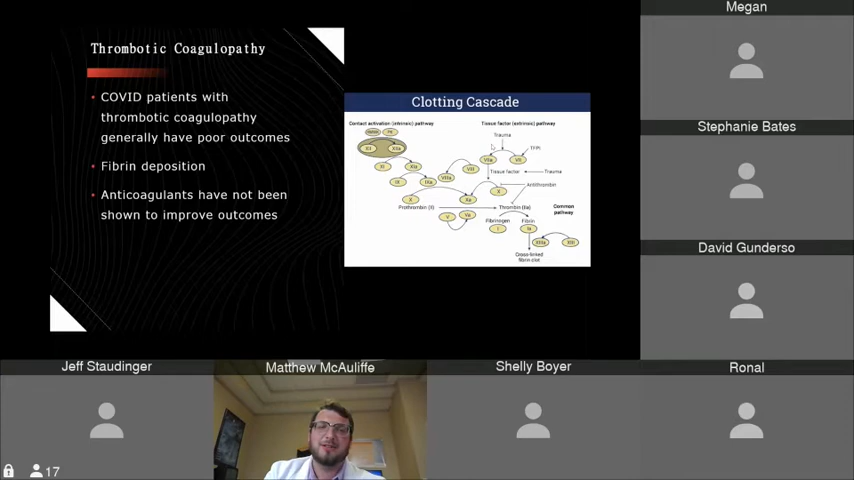 Thrombotic Coagulopathy
• COVID patients with
thrombotic coagulopathy
generally have poor outcomes
• Fibrin deposition
• Anticoagulants have not been
shown to improve outcomes
Clotting Cascade
Contact activation (intrinsic) pathway
Tissue factor (extrinsic) pathway
Trauma
TFPI
XII
XIIa
VIIa
VII
XI
XIa
VIII
VIIIa
Tissue factor
Trauma
IX
IXa
X
Antithrombin
X
Xa
Prothrombin (II)
Thrombin (IIa)
Common
pathway
V
Va
Fibrinogen
Fibrin
I
Ia
XIIIa
XIII
Cross-linked
fibrin clot
Megan
Stephanie Bates
David Gunderso
Jeff Staudinger
Matthew McAuliffe
Shelly Boyer
Ronal
17